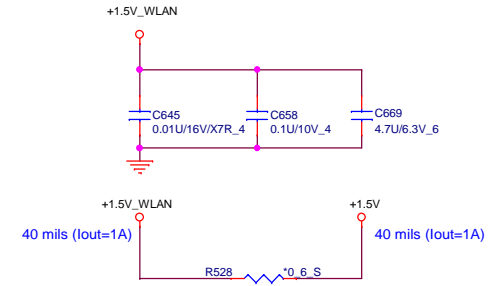 +1.5V_WLAN
C645
0.01U/16V/X7R_4
C658
0.1U/10V_4
C669
4.7U/6.3V_6
+1.5V_WLAN
+1.5V
40 mils (Iout=1A)
40 mils (Iout=1A)
R528
*0_6_S